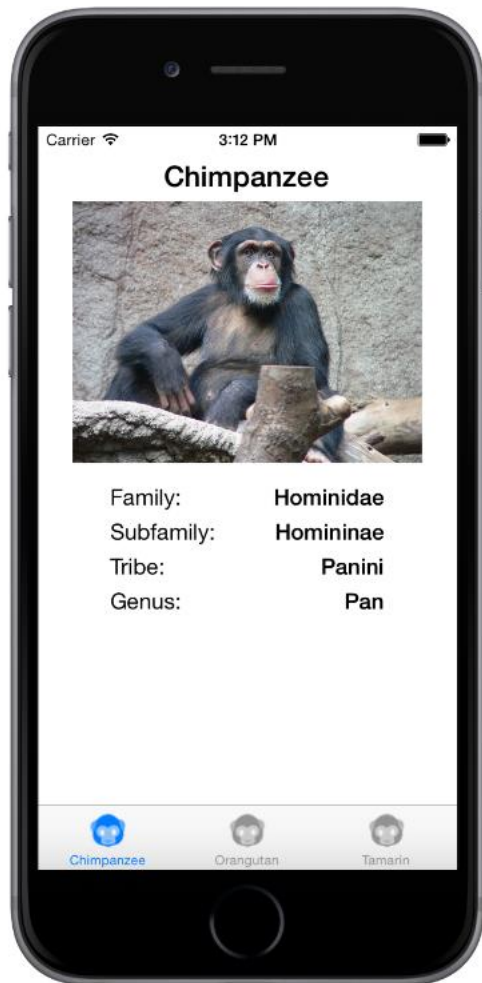 Carrier 3:12 PM
Chimpanzee
Family: Hominidae
Subfamily: Homininae
Tribe: Panini
Genus: Pan
Chimpanzee Orangutan Tamarin